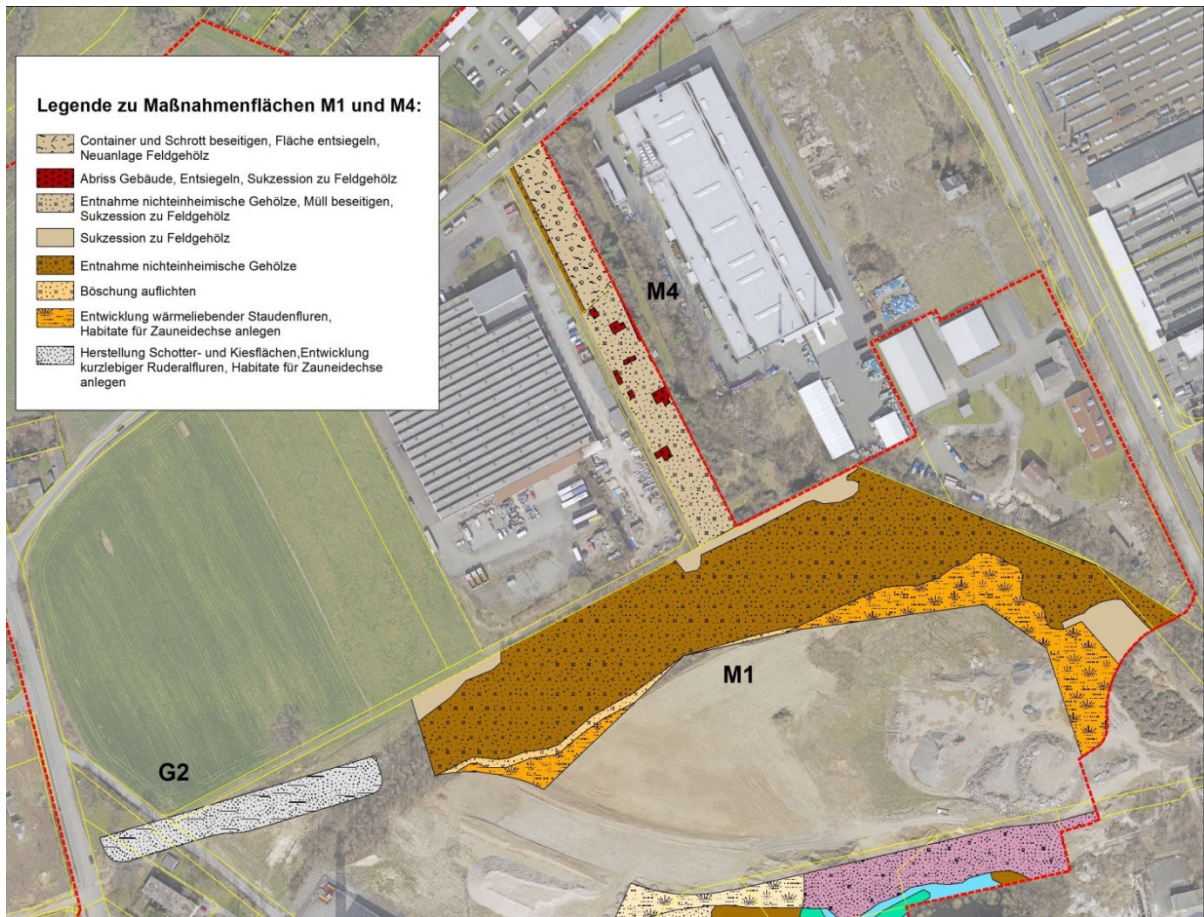 Legende zu Maßnahmenflächen M1 und M4:
Container und Schrott beseitigen, Fläche entsiegeln,
Neuanlage Feldgehölz
Abriss Gebäude, Entsiegeln, Sukzession zu Feldgehölz
Entnahme nichteinheimische Gehölze, Müll beseitigen,
Sukzession zu Feldgehölz
Sukzession zu Feldgehölz
Entnahme nichteinheimische Gehölze
Böschung auflichten
Entwicklung wärmeliebender Staudenfluren,
Habitate für Zauneidechse anlegen
Herstellung Schotter- und Kiesflächen,Entwicklung
kurzlebiger Ruderalfluren, Habitate für Zauneidechse
anlegen
M4
M1
G2